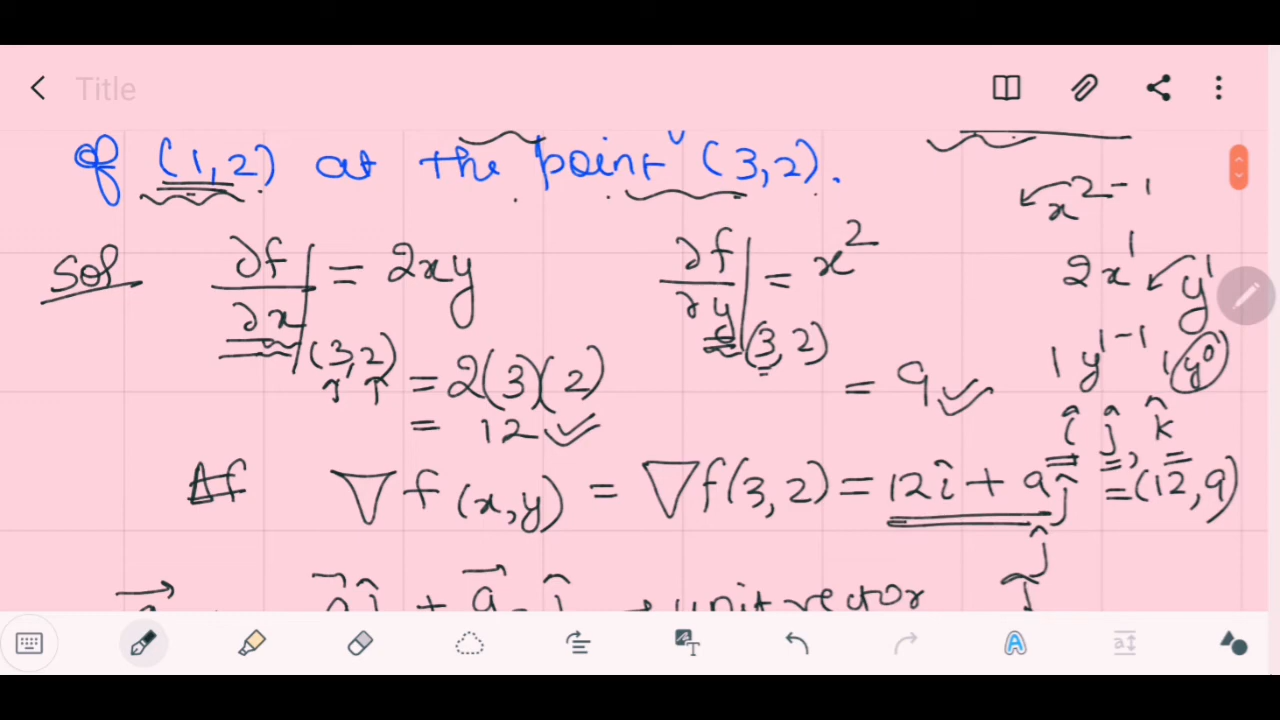 Title
of (1,2) at the point (3,2).
x^2-1
Sol ∂f/∂x |(3,2) = 2xy
∂f/∂y |(3,2) = x^2
2x^1 y^1
= 2(3)(2)
= 9
1y^1-1 1y^0
= 12
î ĵ, k̂
Δf ∇f(x,y) = ∇f(3,2) = 12î + 9ĵ = (12,9)
ĵ
unit vector